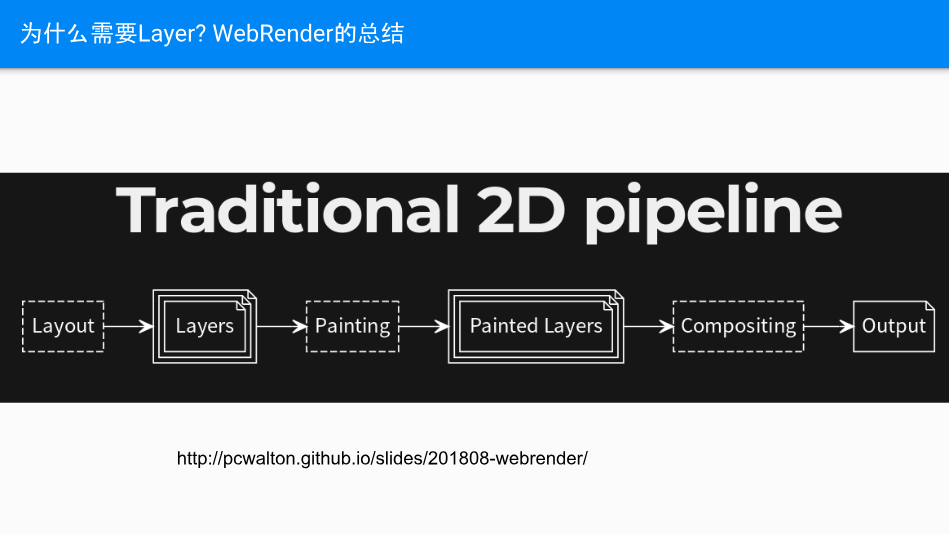 为什么需要Layer? WebRender的总结
Traditional 2D pipeline
Layout
Layers
Painting
Painted Layers
Compositing
Output
http://pcwalton.github.io/slides/201808-webrender/